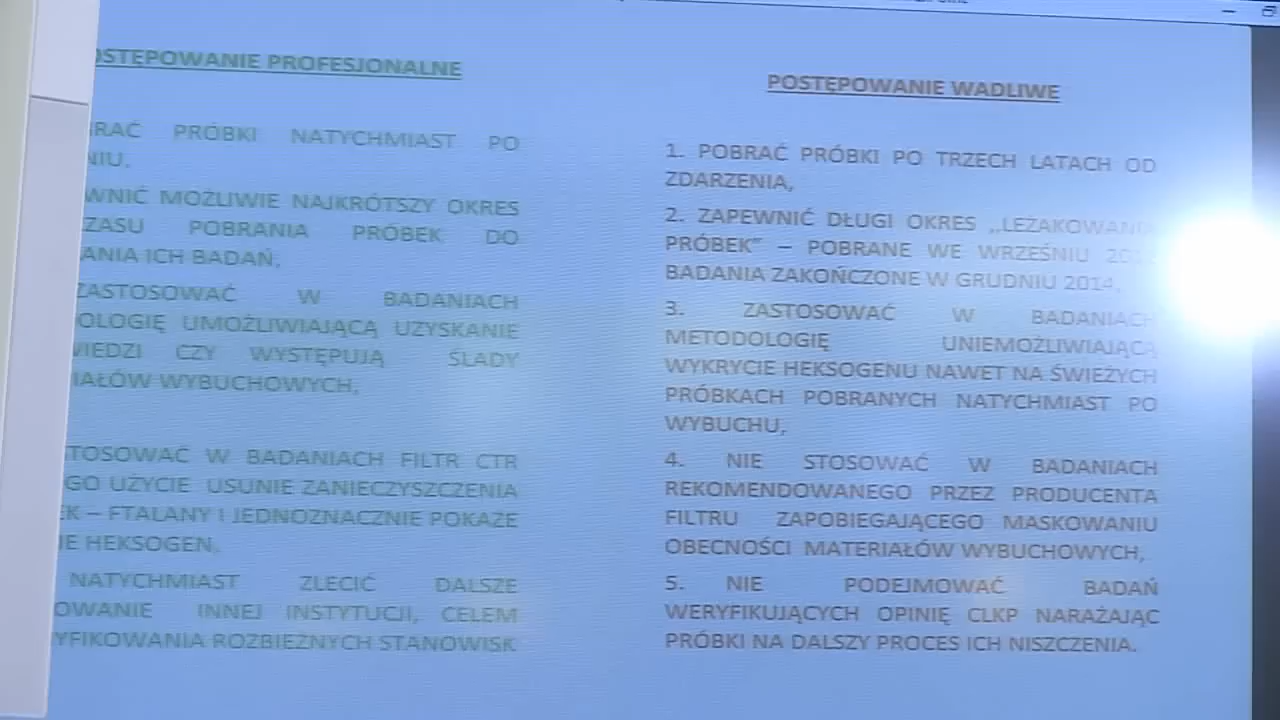 OSTĘPOWANIE PROFESJONALNE
BRAĆ PRÓBKI NATYCHMIAST PO
NIU,
WNIĆ MOŻLIWIE NAJKRÓTSZY OKRES
ZASU POBRANIA PRÓBEK DO
ANIA ICH BADAŃ,
ZASTOSOWAĆ W BADANIACH
OLOGIĘ UMOŻLIWIAJĄCĄ UZYSKANIE
WIEDZI CZY WYSTĘPUJĄ ŚLADY
IAŁÓW WYBUCHOWYCH,
TOSOWAĆ W BADANIACH FILTR CTR
GO UŻYCIE USUNIE ZANIECZYSZCZENIA
EK – FTALANY I JEDNOZNACZNIE POKAŻE
IE HEKSOGEN,
NATYCHMIAST ZLECIĆ DALSZE
OWANIE INNEJ INSTYTUCJI, CELEM
YFIKOWANIA ROZBIEŻNYCH STANOWISK
POSTĘPOWANIE WADLIWE
1. POBRAĆ PRÓBKI PO TRZECH LATACH OD
ZDARZENIA,
2. ZAPEWNIĆ DŁUGI OKRES ,,LEŻAKOWANIA
PRÓBEK" – POBRANE WE WRZEŚNIU
BADANIA ZAKOŃCZONE W GRUDNIU 2014,
3. ZASTOSOWAĆ W BADANIACH
METODOLOGIĘ UNIEMOŻLIWIAJĄCĄ
WYKRYCIE HEKSOGENU NAWET NA ŚWIEŻYCH
PRÓBKACH POBRANYCH NATYCHMIAST PO
WYBUCHU,
4. NIE STOSOWAĆ W BADANIACH
REKOMENDOWANEGO PRZEZ PRODUCENTA
FILTRU ZAPOBIEGAJĄCEGO MASKOWANIU
OBECNOŚCI MATERIAŁÓW WYBUCHOWYCH,
5. NIE PODEJMOWAĆ BADAŃ
WERYFIKUJĄCYCH OPINIĘ CLKP NARAŻAJĄC
PRÓBKI NA DALSZY PROCES ICH NISZCZENIA.